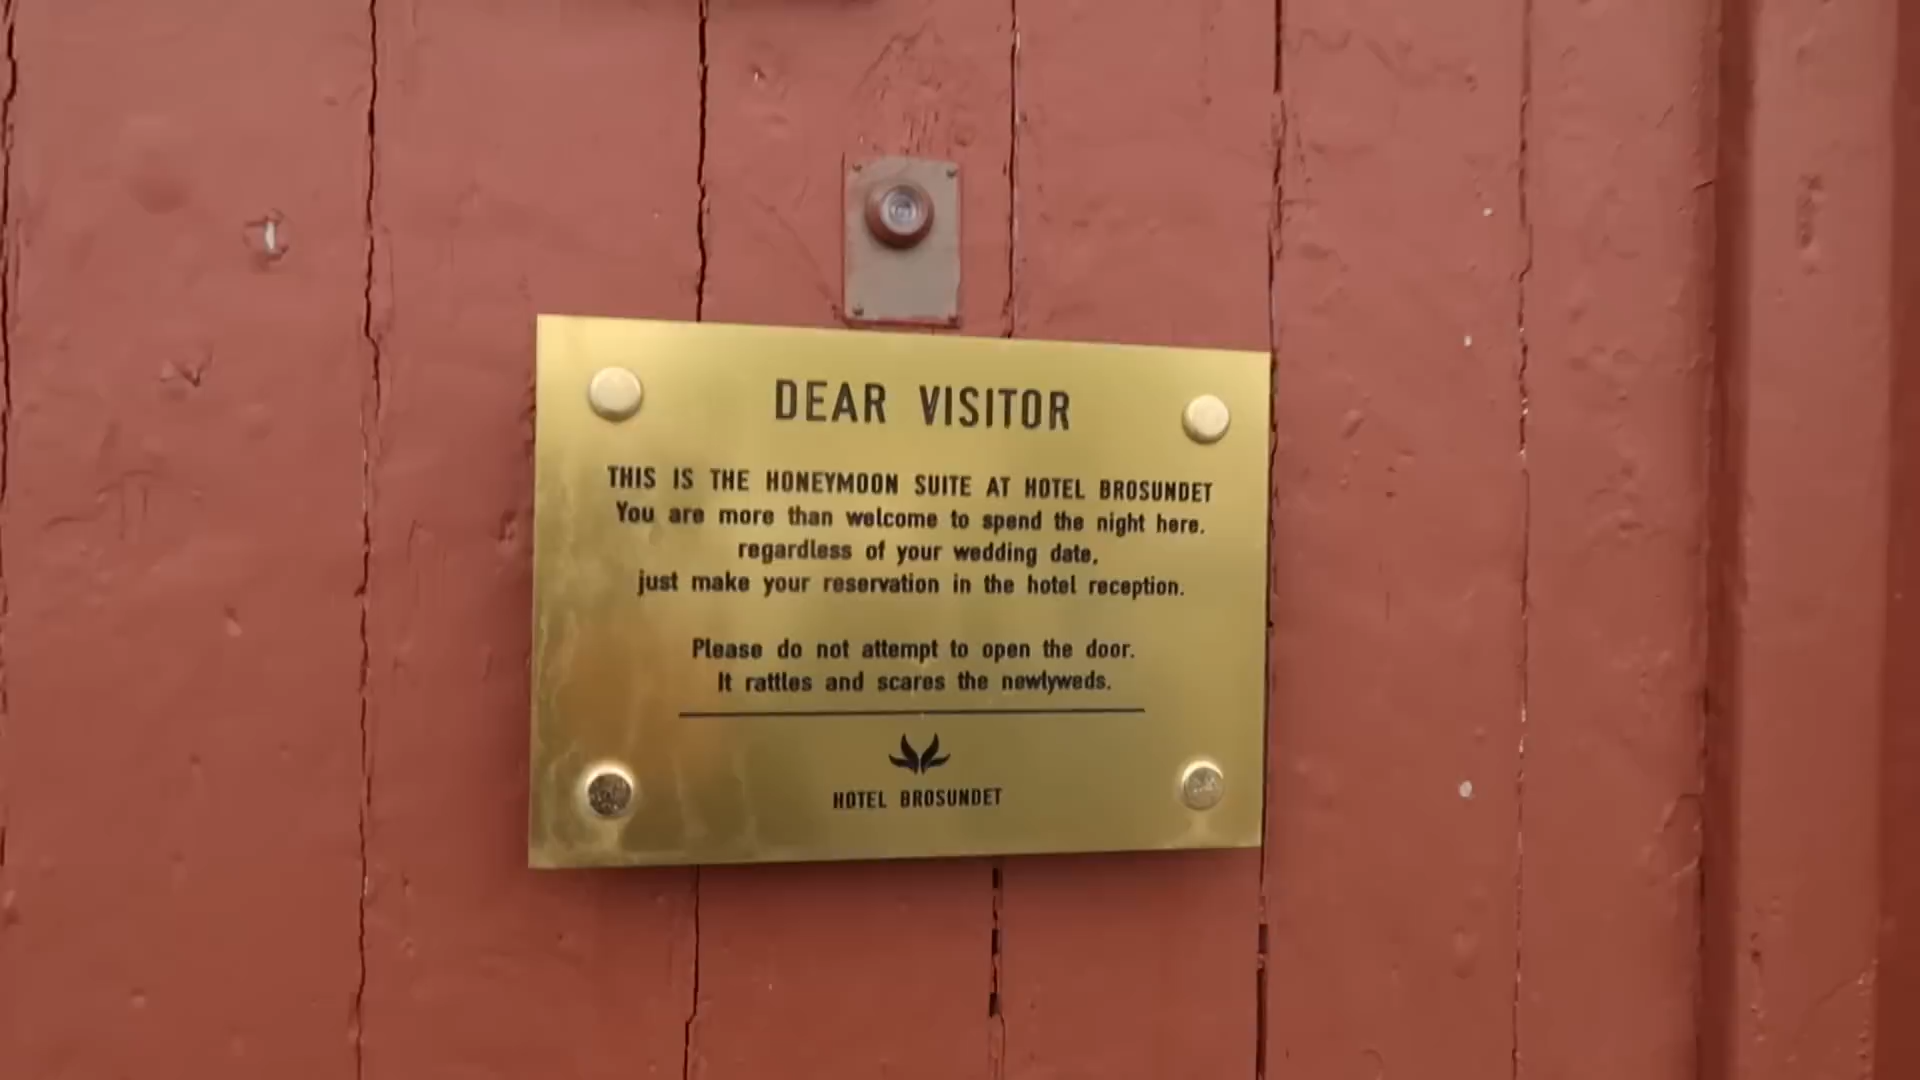 DEAR VISITOR
THIS IS THE HONEYMOON SUITE AT HOTEL BROSUNDET
You are more than welcome to spend the night here.
regardless of your wedding date,
just make your reservation in the hotel reception.
Please do not attempt to open the door.
It rattles and scares the newlyweds.
HOTEL BROSUNDET